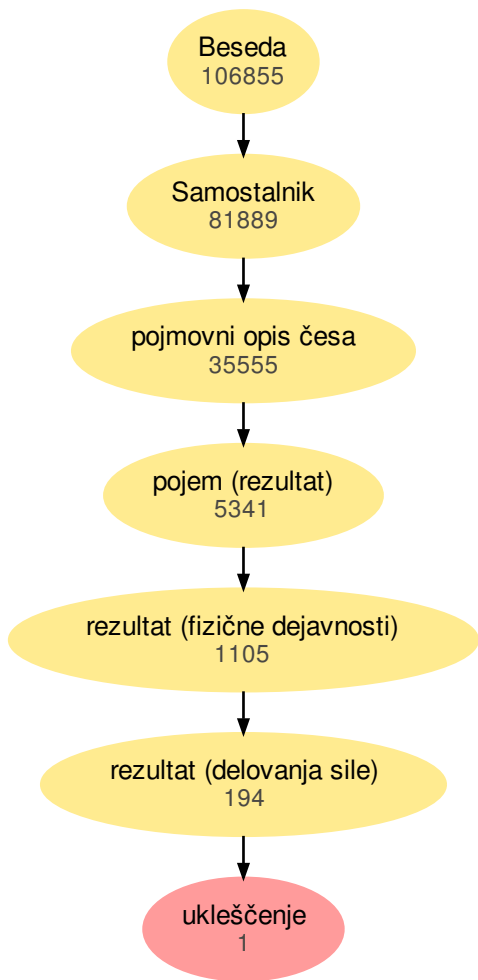 Beseda
106855
Samostalnik
81889
pojmovni opis česa
35555
pojem (rezultat)
5341
rezultat (fizične dejavnosti)
1105
rezultat (delovanja sile)
194
ukleščenje
1